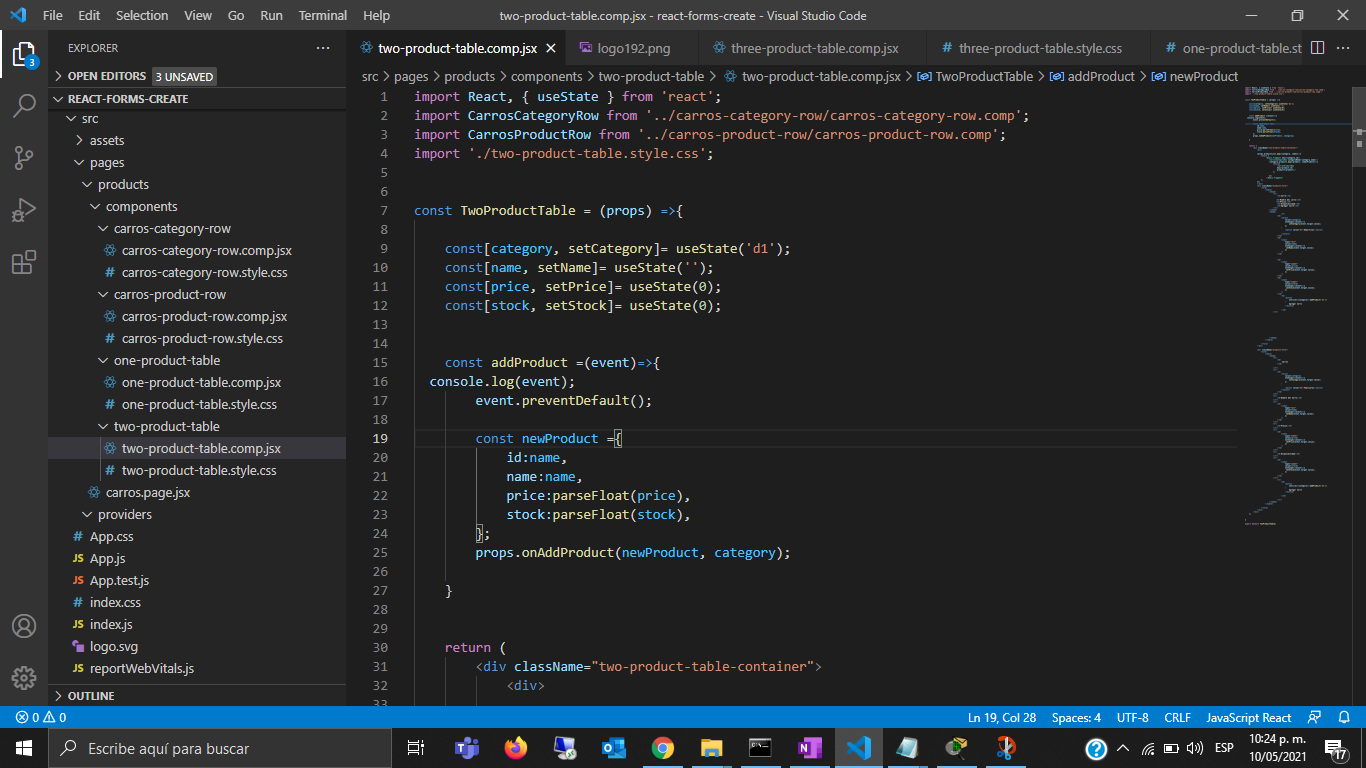 File Edit Selection View Go Run Terminal Help two-product-table.comp.jsx - react-forms-create - Visual Studio Code
EXPLORER
OPEN EDITORS 3 UNSAVED
REACT-FORMS-CREATE
src
assets
pages
products
components
carros-category-row
carros-category-row.comp.jsx
# carros-category-row.style.css
carros-product-row
carros-product-row.comp.jsx
# carros-product-row.style.css
one-product-table
one-product-table.comp.jsx
# one-product-table.style.css
two-product-table
two-product-table.comp.jsx
# two-product-table.style.css
carros.page.jsx
providers
# App.css
JS App.js
JS App.test.js
# index.css
JS index.js
logo.svg
JS reportWebVitals.js
OUTLINE
3
two-product-table.comp.jsx logo192.png three-product-table.comp.jsx # three-product-table.style.css # one-product-table.st
src > pages > products > components > two-product-table > two-product-table.comp.jsx > TwoProductTable > addProduct > newProduct
1 import React, { useState } from 'react';
2 import CarrosCategoryRow from '../carros-category-row/carros-category-row.comp';
3 import CarrosProductRow from '../carros-product-row/carros-product-row.comp';
4 import './two-product-table.style.css';
5
6
7 const TwoProductTable = (props) =>{
8
9 const[category, setCategory]= useState('d1');
10 const[name, setName]= useState('');
11 const[price, setPrice]= useState(0);
12 const[stock, setStock]= useState(0);
13
14
15 const addProduct =(event)=>{
16 console.log(event);
17 event.preventDefault();
18
19 const newProduct ={
20 id:name,
21 name:name,
22 price:parseFloat(price),
23 stock:parseFloat(stock),
24 };
25 props.onAddProduct(newProduct, category);
26
27 }
28
29
30 return (
31 <div className="two-product-table-container">
32 <div>
33
0 0 Ln 19, Col 28 Spaces: 4 UTF-8 CRLF JavaScript React
Escribe aquí para buscar
ESP
10:24 p. m.
10/05/2021
17